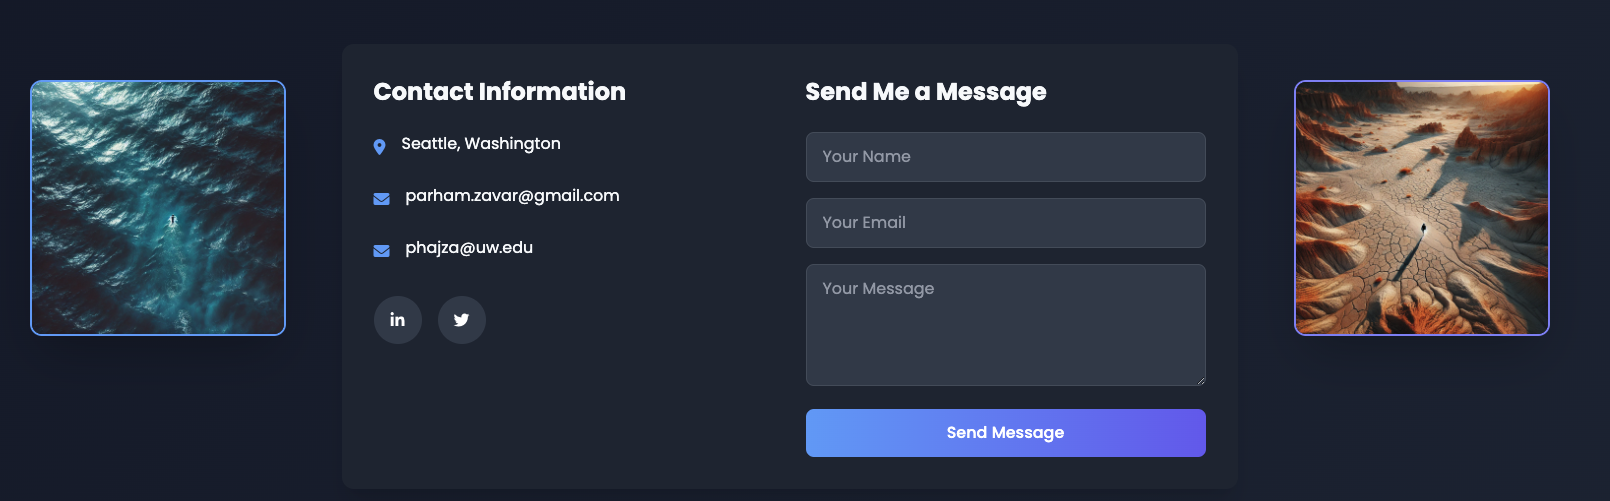 Contact Information
Seattle, Washington
parham.zavar@gmail.com
phajza@uw.edu
in
Send Me a Message
Your Name
Your Email
Your Message
Send Message